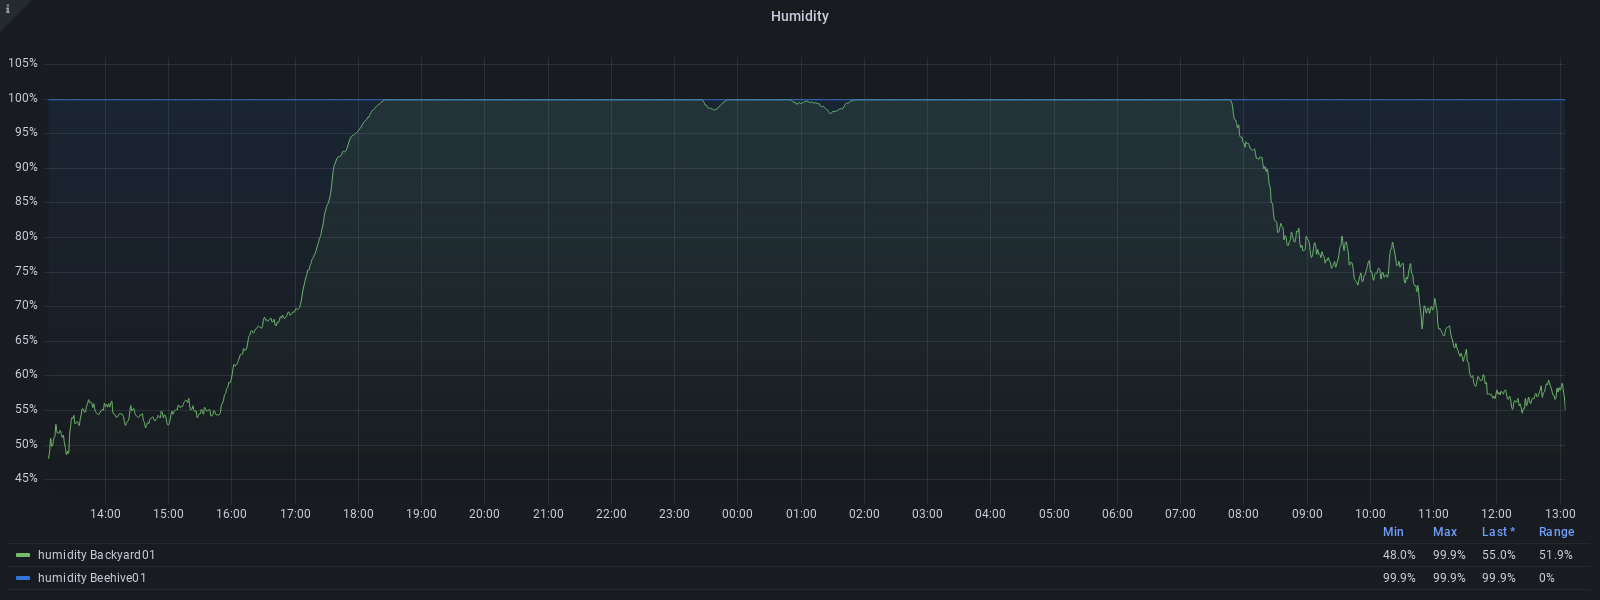 i
Humidity
105%
100%
95%
90%
85%
80%
75%
70%
65%
60%
55%
50%
45%
14:00 15:00 16:00 17:00 18:00 19:00 20:00 21:00 22:00 23:00 00:00 01:00 02:00 03:00 04:00 05:00 06:00 07:00 08:00 09:00 10:00 11:00 12:00 13:00
Min Max Last * Range
humidity Backyard01 48.0% 99.9% 55.0% 51.9%
humidity Beehive01 99.9% 99.9% 99.9% 0%